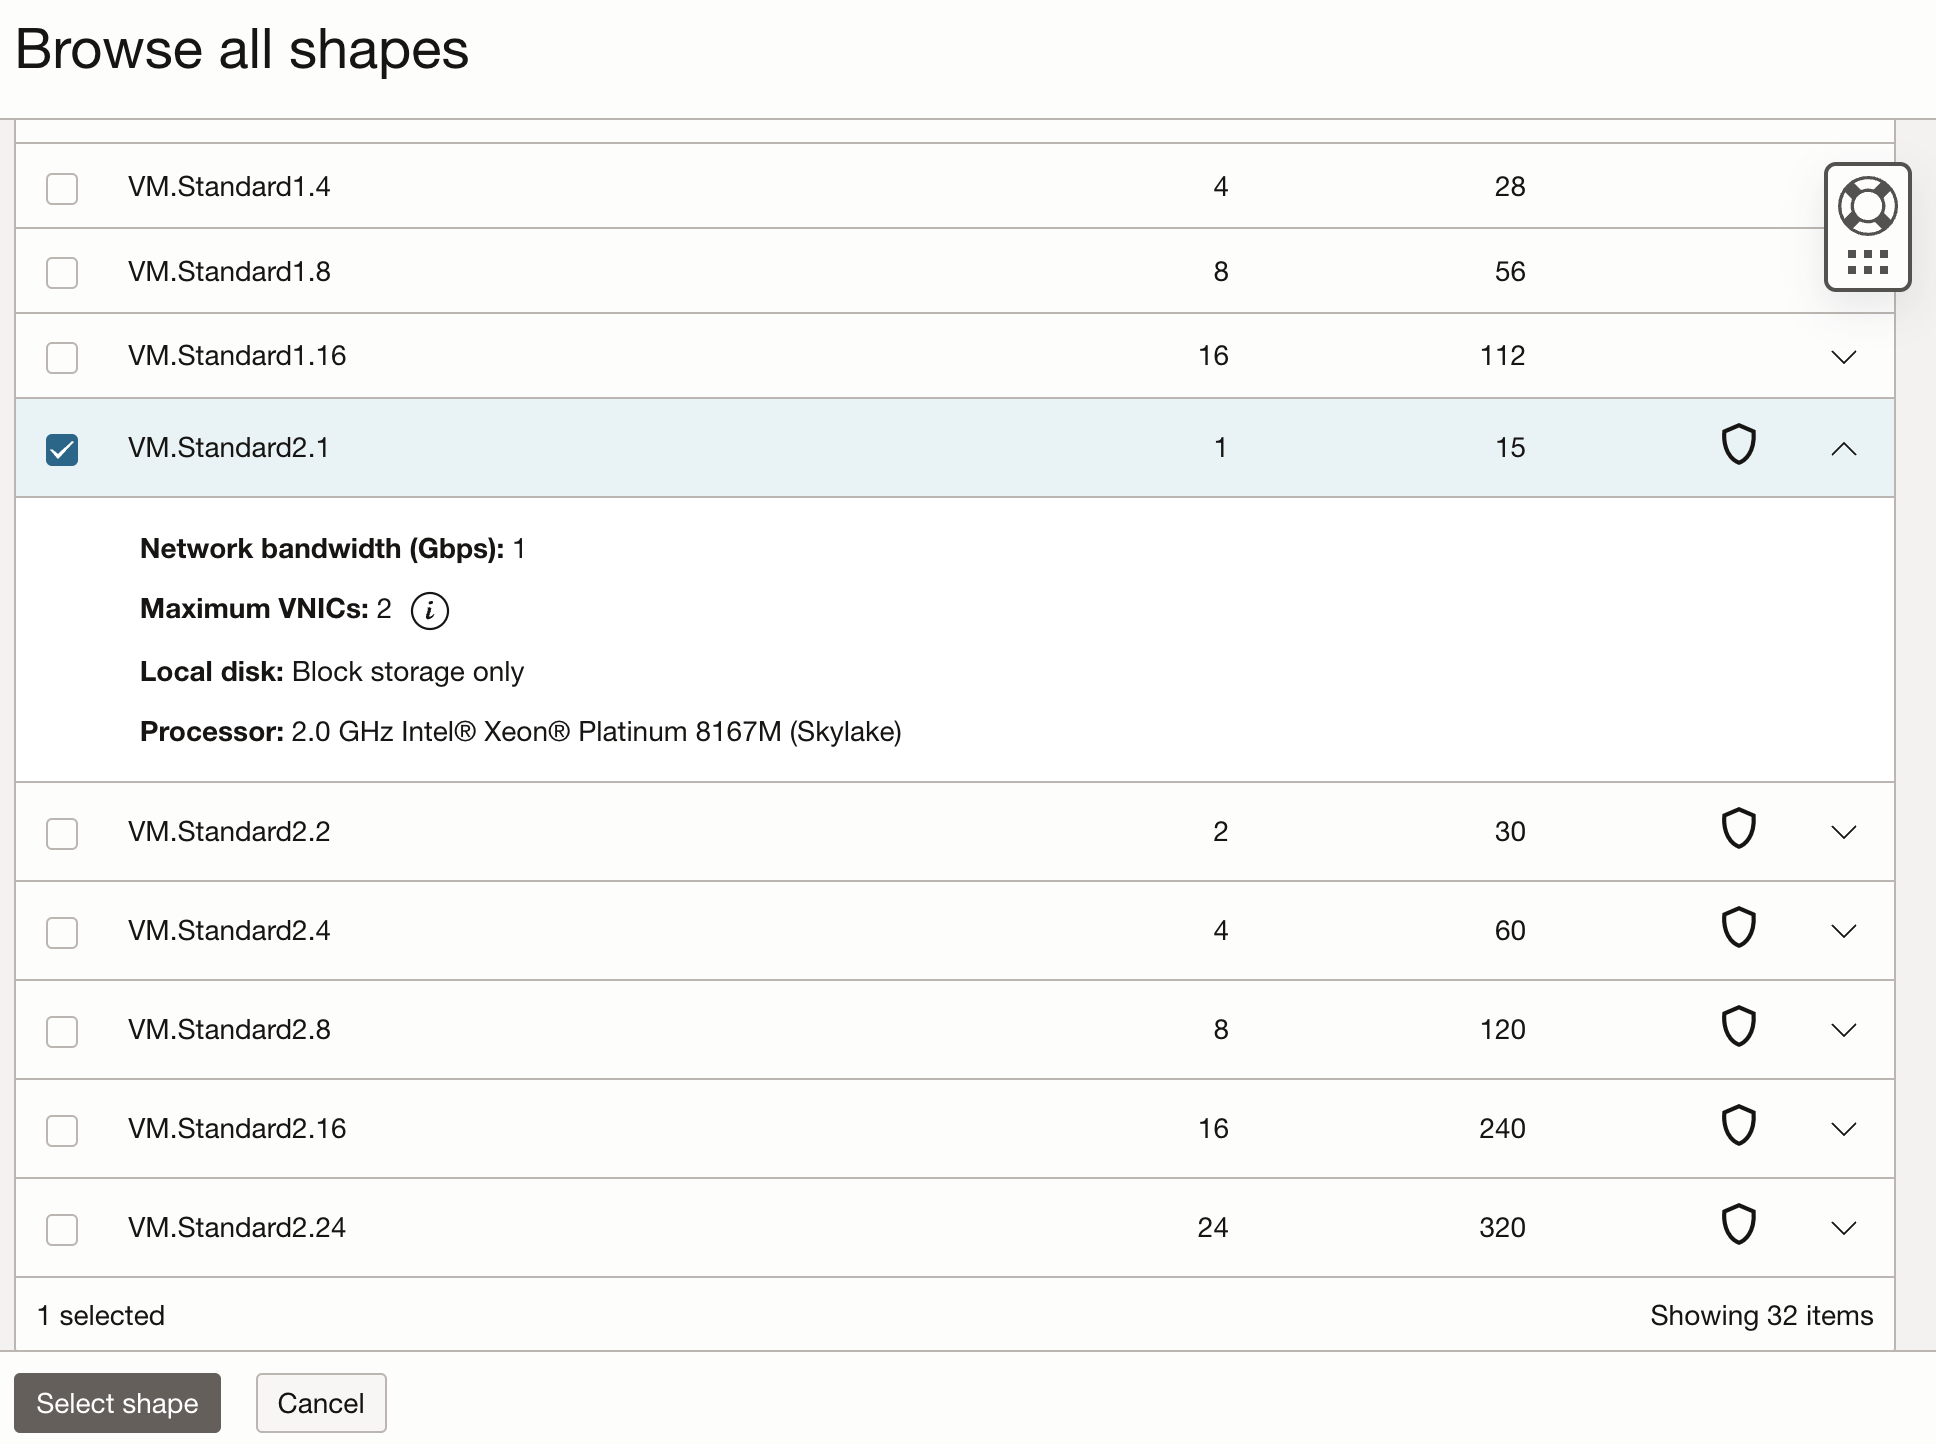 Browse all shapes
VM.Standard1.4 4 28
VM.Standard1.8 8 56
VM.Standard1.16 16 112
VM.Standard2.1 1 15
Network bandwidth (Gbps): 1
Maximum VNICs: 2 i
Local disk: Block storage only
Processor: 2.0 GHz Intel® Xeon® Platinum 8167M (Skylake)
VM.Standard2.2 2 30
VM.Standard2.4 4 60
VM.Standard2.8 8 120
VM.Standard2.16 16 240
VM.Standard2.24 24 320
1 selected Showing 32 items
Select shape Cancel